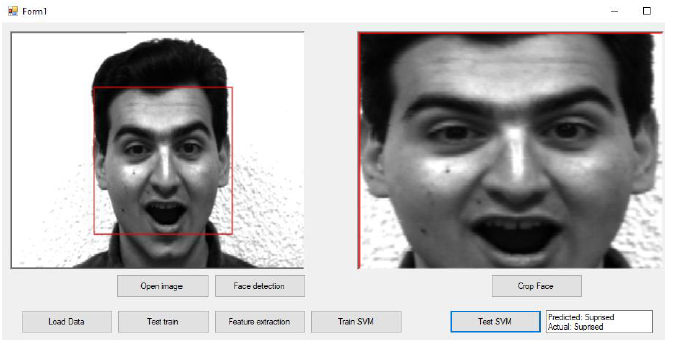 Form1
Open image
Face detection
Crop Face
Load Data
Test train
Feature extraction
Train SVM
Test SVM
Predicted: Suprised
Actual: Suprised